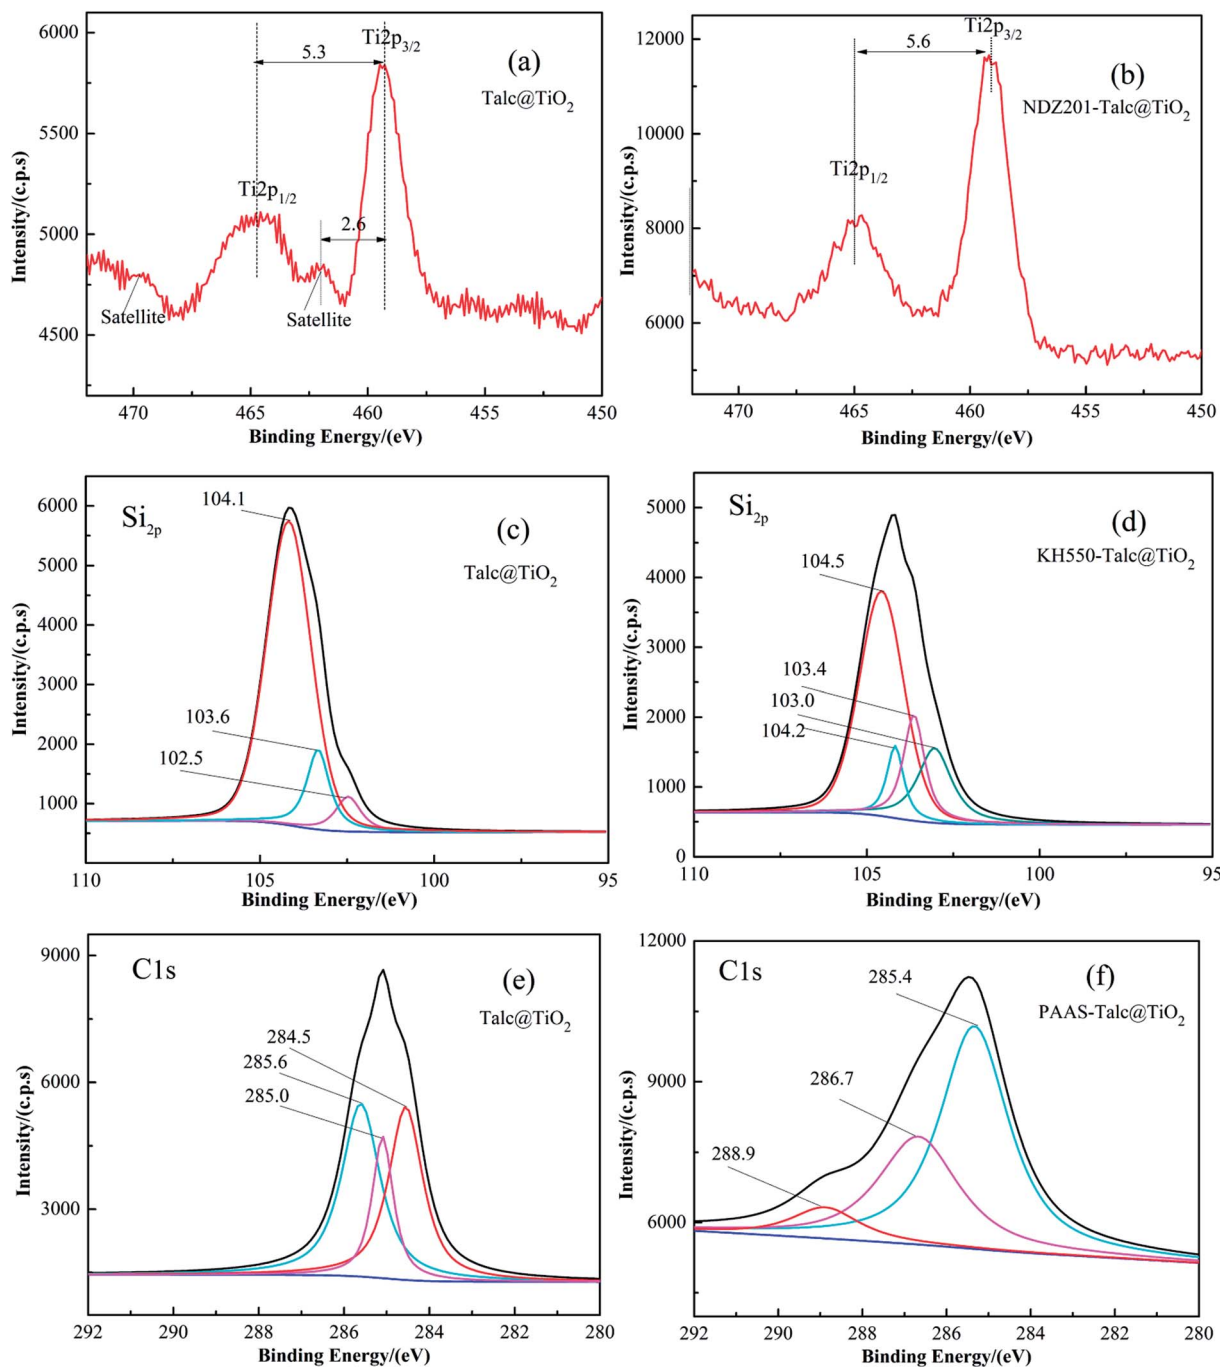 6000
5500
5000
4500
Intensity/(c.p.s)
5.3
Ti2p3/2
(a)
Talc@TiO2
Ti2p1/2
2.6
Satellite
Satellite
470
465
460
455
450
Binding Energy/(eV)
12000
10000
8000
6000
Intensity/(c.p.s)
5.6
Ti2p3/2
(b)
NDZ201-Talc@TiO2
Ti2p1/2
470
465
460
455
450
Binding Energy/(eV)
6000
5000
4000
3000
2000
1000
Intensity/(c.p.s)
Si2p
104.1
(c)
Talc@TiO2
103.6
102.5
110
105
100
95
Binding Energy/(eV)
5000
4000
3000
2000
1000
0
Intensity/(c.p.s)
Si2p
(d)
KH550-Talc@TiO2
104.5
103.4
103.0
104.2
110
105
100
95
Binding Energy/(eV)
9000
6000
3000
Intensity/(c.p.s)
C1s
(e)
Talc@TiO2
284.5
285.6
285.0
292
290
288
286
284
282
280
Binding Energy/(eV)
12000
9000
6000
Intensity/(c.p.s)
C1s
285.4
(f)
PAAS-Talc@TiO2
286.7
288.9
292
290
288
286
284
282
280
Binding Energy/(eV)